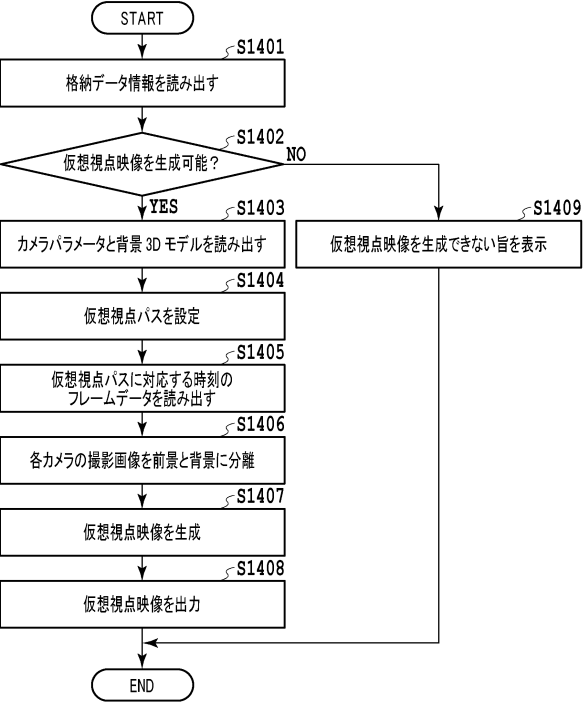 START
S1401
格納データ情報を読み出す
S1402
仮想視点映像を生成可能？
NO
YES
S1403
カメラパラメータと背景3Dモデルを読み出す
S1409
仮想視点映像を生成できない旨を表示
S1404
仮想視点パスを設定
S1405
仮想視点パスに対応する時刻の
フレームデータを読み出す
S1406
各カメラの撮影画像を前景と背景に分離
S1407
仮想視点映像を生成
S1408
仮想視点映像を出力
END